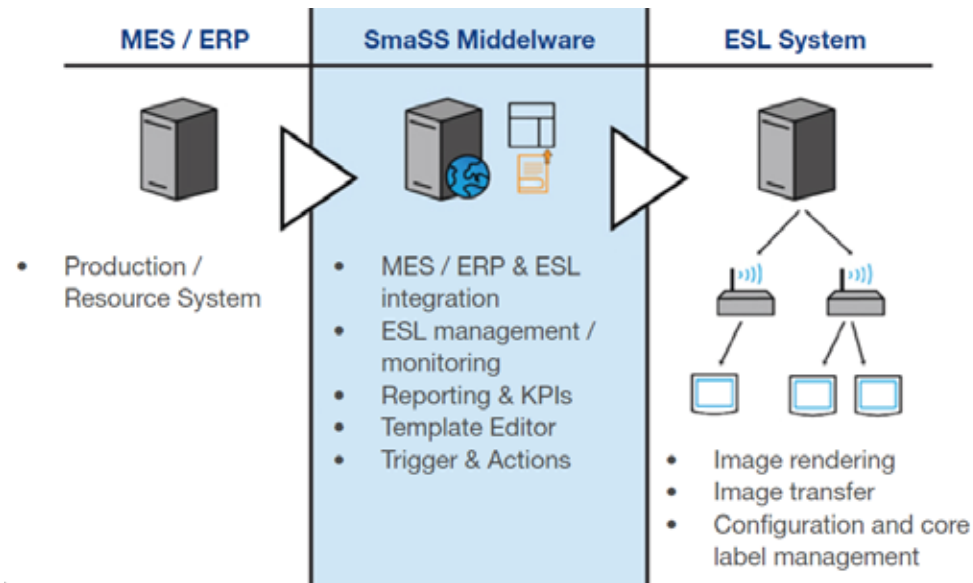 MES / ERP
SmaSS Middelware
ESL System
• Production /
Resource System
• MES / ERP & ESL
integration
• ESL management /
monitoring
• Reporting & KPIs
• Template Editor
• Trigger & Actions
• Image rendering
• Image transfer
• Configuration and core
label management